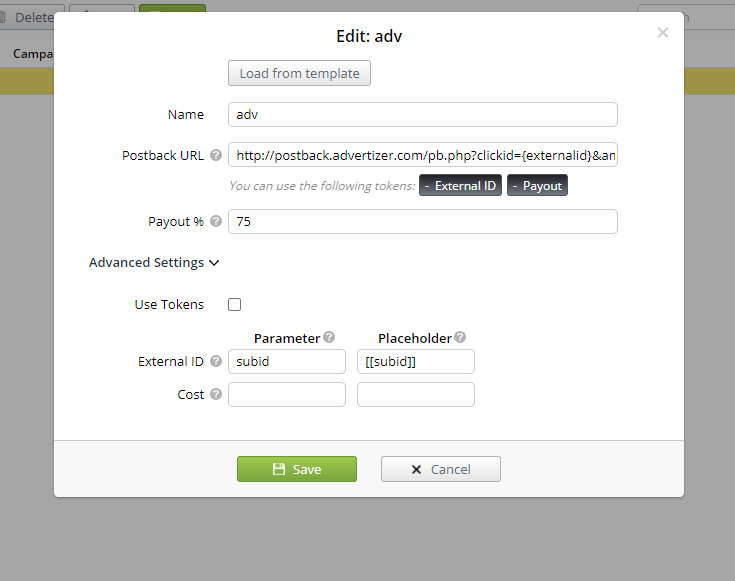 Delete
Campa
Edit: adv
×
Load from template
Name
adv
Postback URL ?
http://postback.advertizer.com/pb.php?clickid={externalid}&an
You can use the following tokens: - External ID - Payout
Payout % ?
75
Advanced Settings
Use Tokens
Parameter ? Placeholder ?
External ID ? subid [[subid]]
Cost ?
Save
Cancel